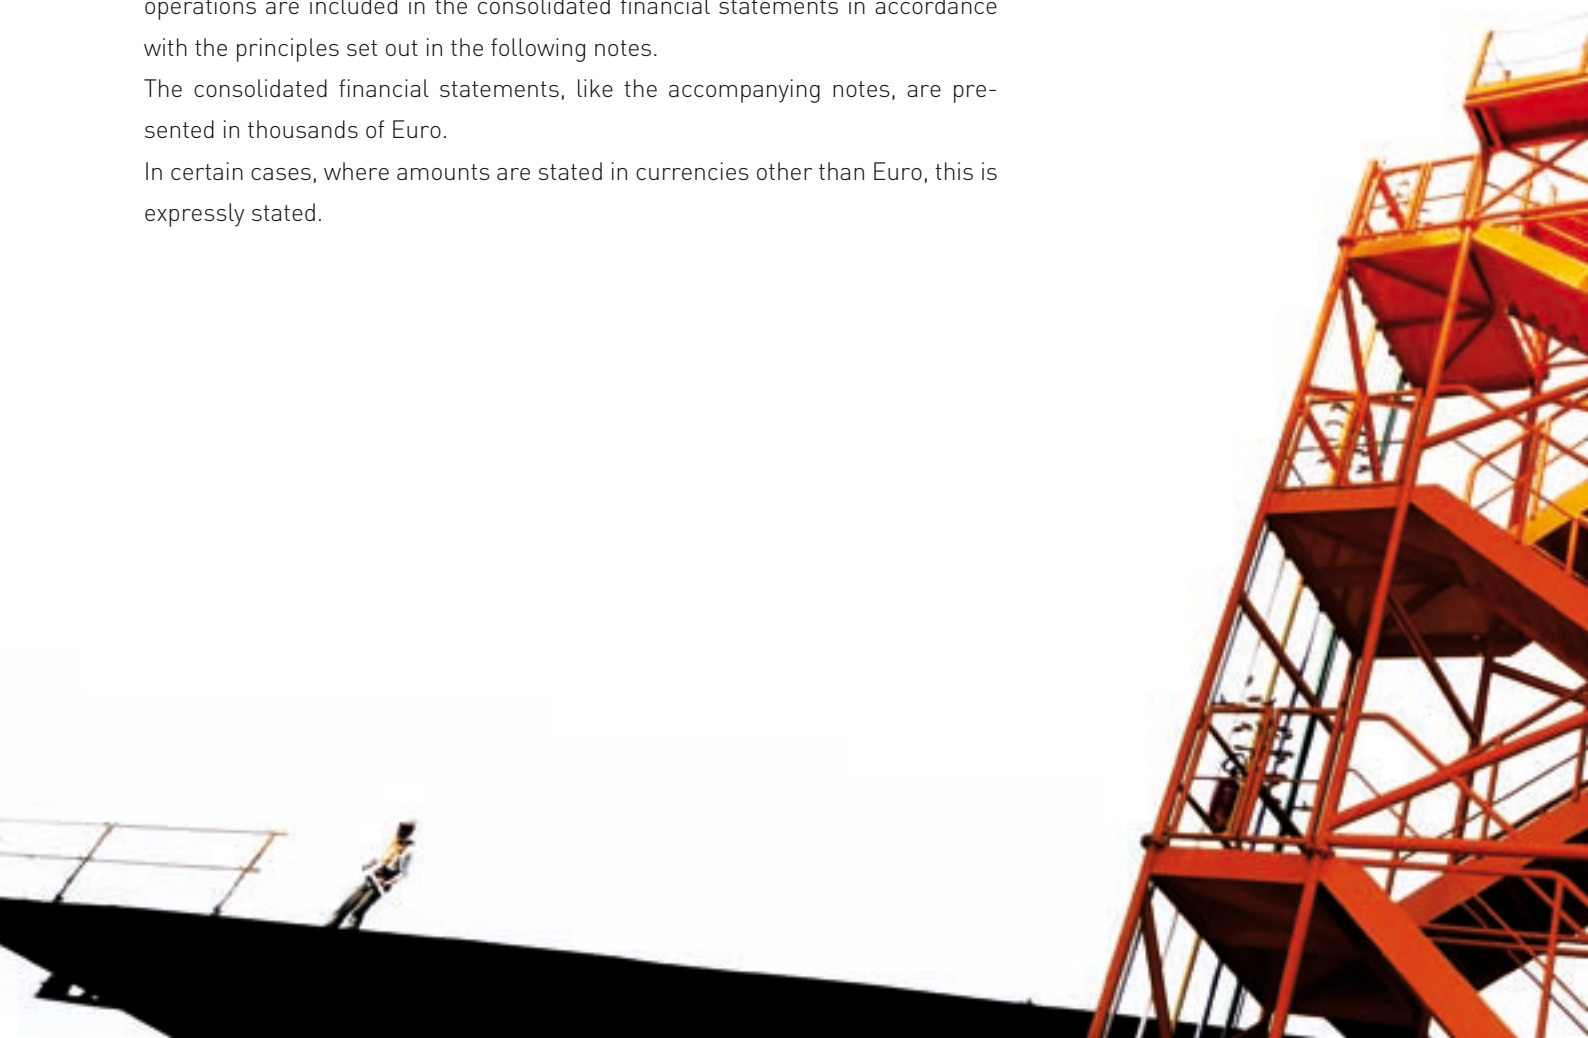 operations are included in the consolidated financial statements in accordance
with the principles set out in the following notes.
The consolidated financial statements, like the accompanying notes, are pre-
sented in thousands of Euro.
In certain cases, where amounts are stated in currencies other than Euro, this is
expressly stated.